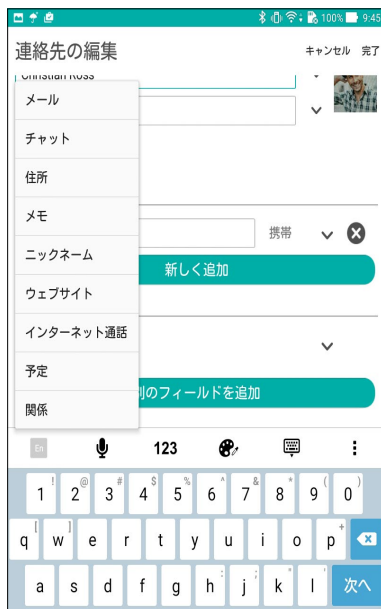 100% 9:45
連絡先の編集 キャンセル 完了
Christian Ross
メール
チャット
住所
メモ
携帯
ニックネーム
新しく追加
ウェブサイト
インターネット通話
予定
別のフィールドを追加
関係
En 123
1 ! 2 @ 3 # 4 $ 5 % 6 ^ 7 & 8 * 9 ( 0 )
q [ w ] e r t y u i o p +
a s d f g h : j ; k " l ' 次へ